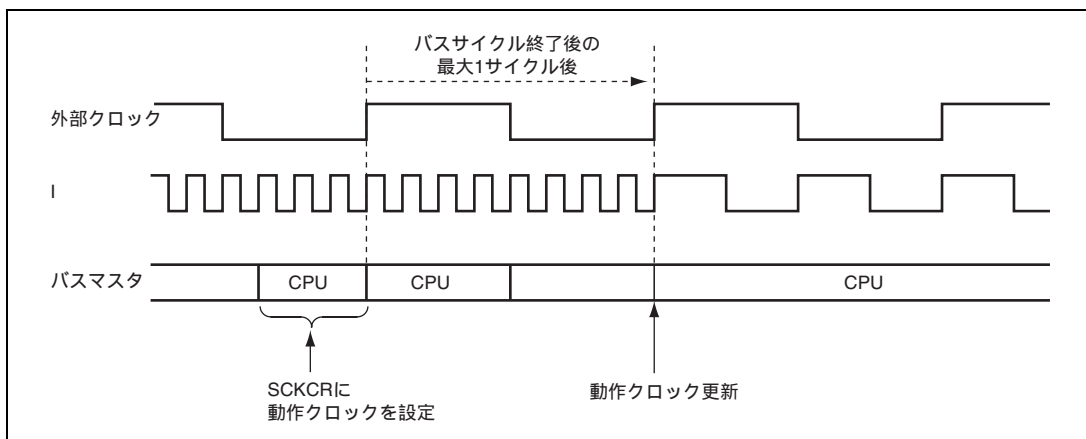 バスサイクル終了後の
最大1サイクル後
外部クロック
I
バスマスタ
CPU
CPU
CPU
SCKCRに
動作クロックを設定
動作クロック更新